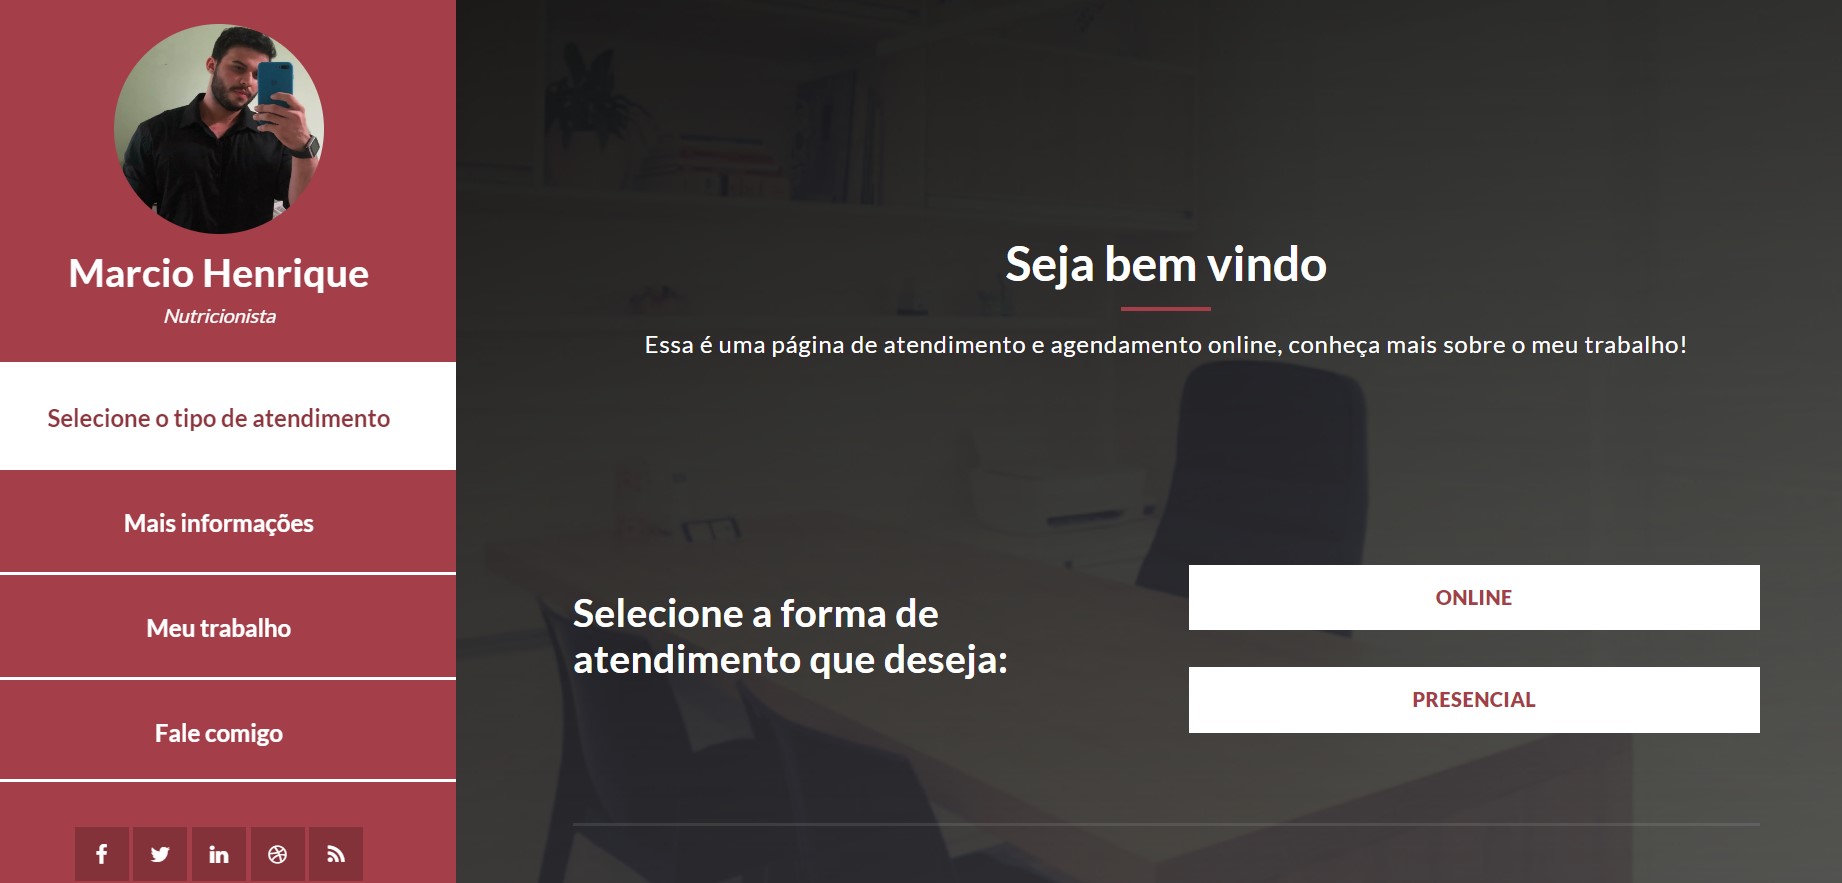 Marcio Henrique
Nutricionista
Selecione o tipo de atendimento
Mais informações
Meu trabalho
Fale comigo
Seja bem vindo
Essa é uma página de atendimento e agendamento online, conheça mais sobre o meu trabalho!
Selecione a forma de
atendimento que deseja:
ONLINE
PRESENCIAL